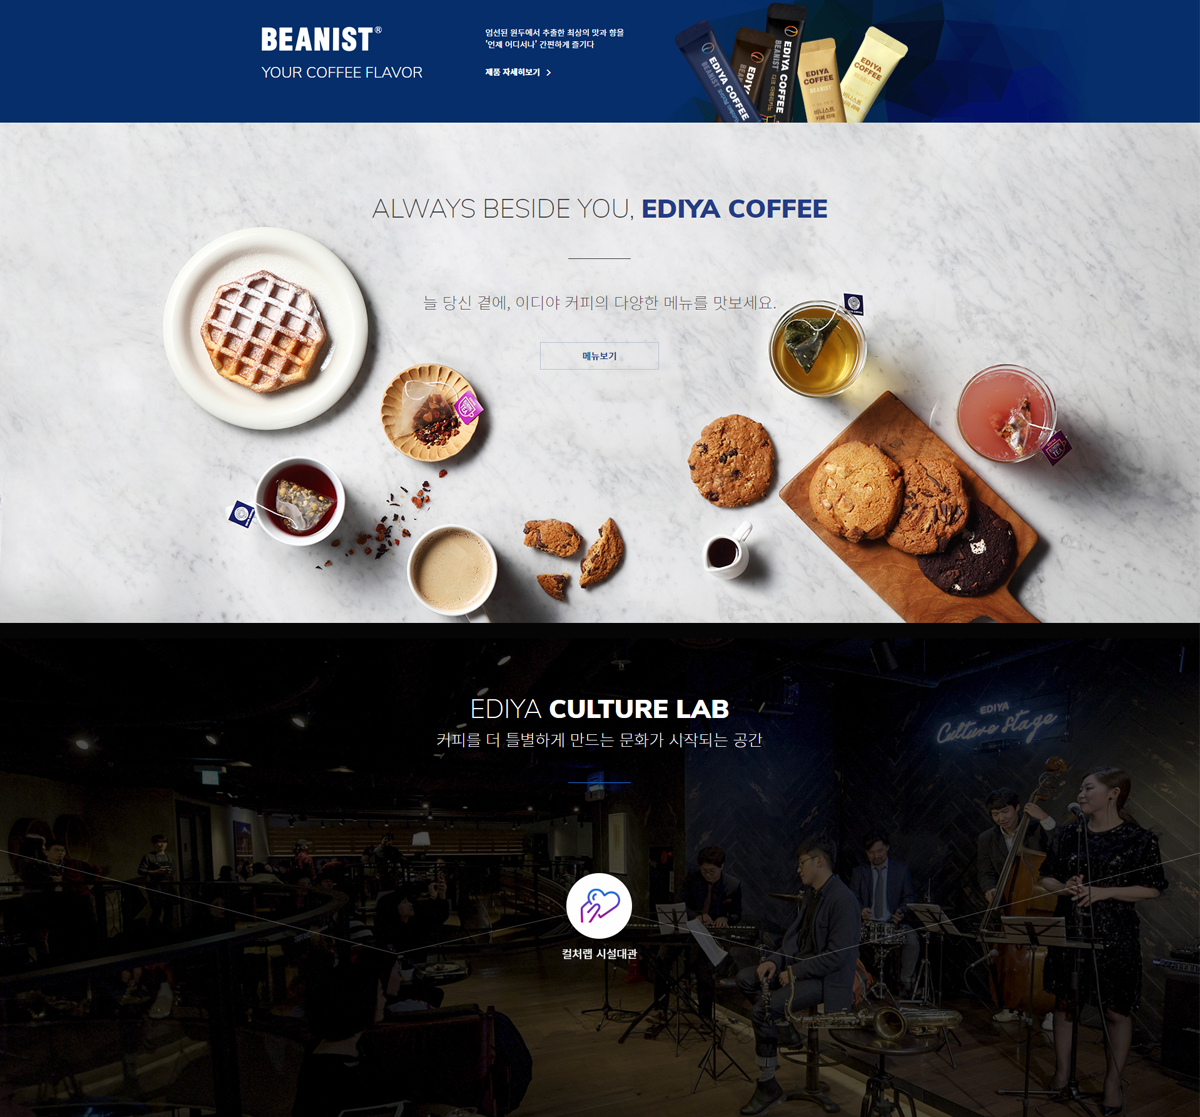 BEANIST®
YOUR COFFEE FLAVOR
엄선된 원두에서 추출한 최상의 맛과 향을
'언제 어디서나' 간편하게 즐기다
제품 자세히보기 >
EDIYA COFFEE
BEANIST
EDIYA
EDIYA COFFEE
BEANIST
EDIYA
COFFEE
BEANIST
EDIYA
COFFEE
ALWAYS BESIDE YOU, EDIYA COFFEE
늘 당신 곁에, 이디야 커피의 다양한 메뉴를 맛보세요.
메뉴보기
EDIYA CULTURE LAB
커피를 더 특별하게 만드는 문화가 시작되는 공간
EDIYA
Culture Stage
컬처랩 시설대관